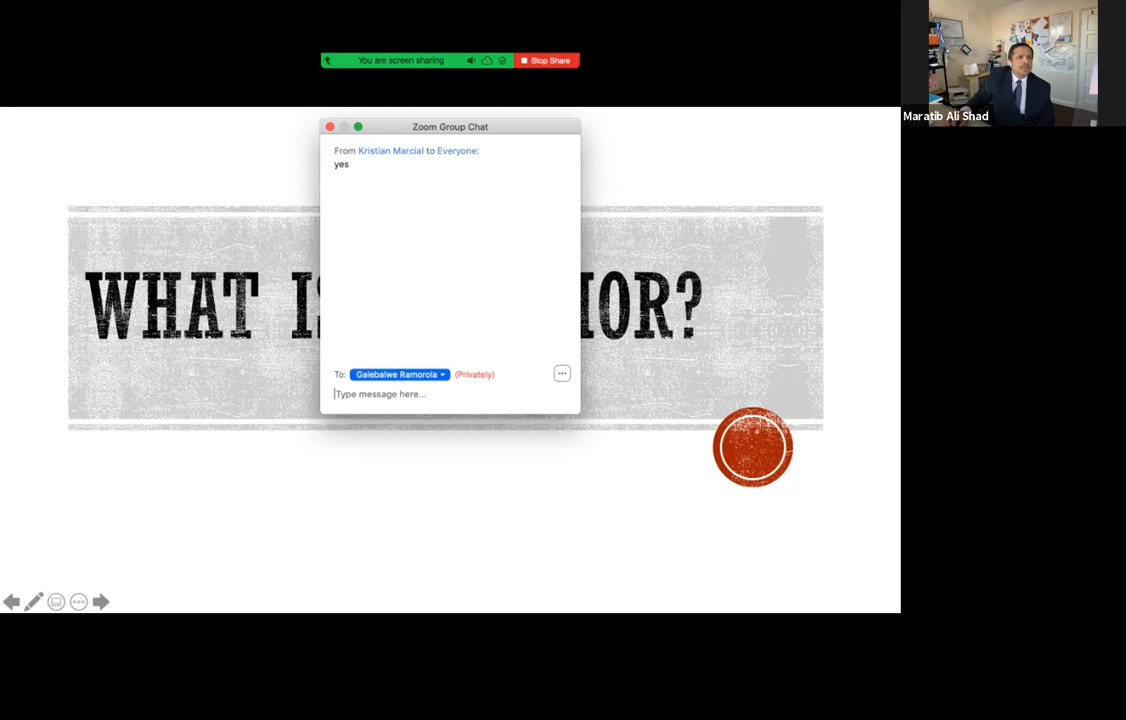 You are screen sharing
Stop Share
Maratib Ali Shad
Zoom Group Chat
From Kristian Marcial to Everyone:
yes
WHAT IS
IOR?
To: Galebalwe Ramorola (Privately)
Type message here...